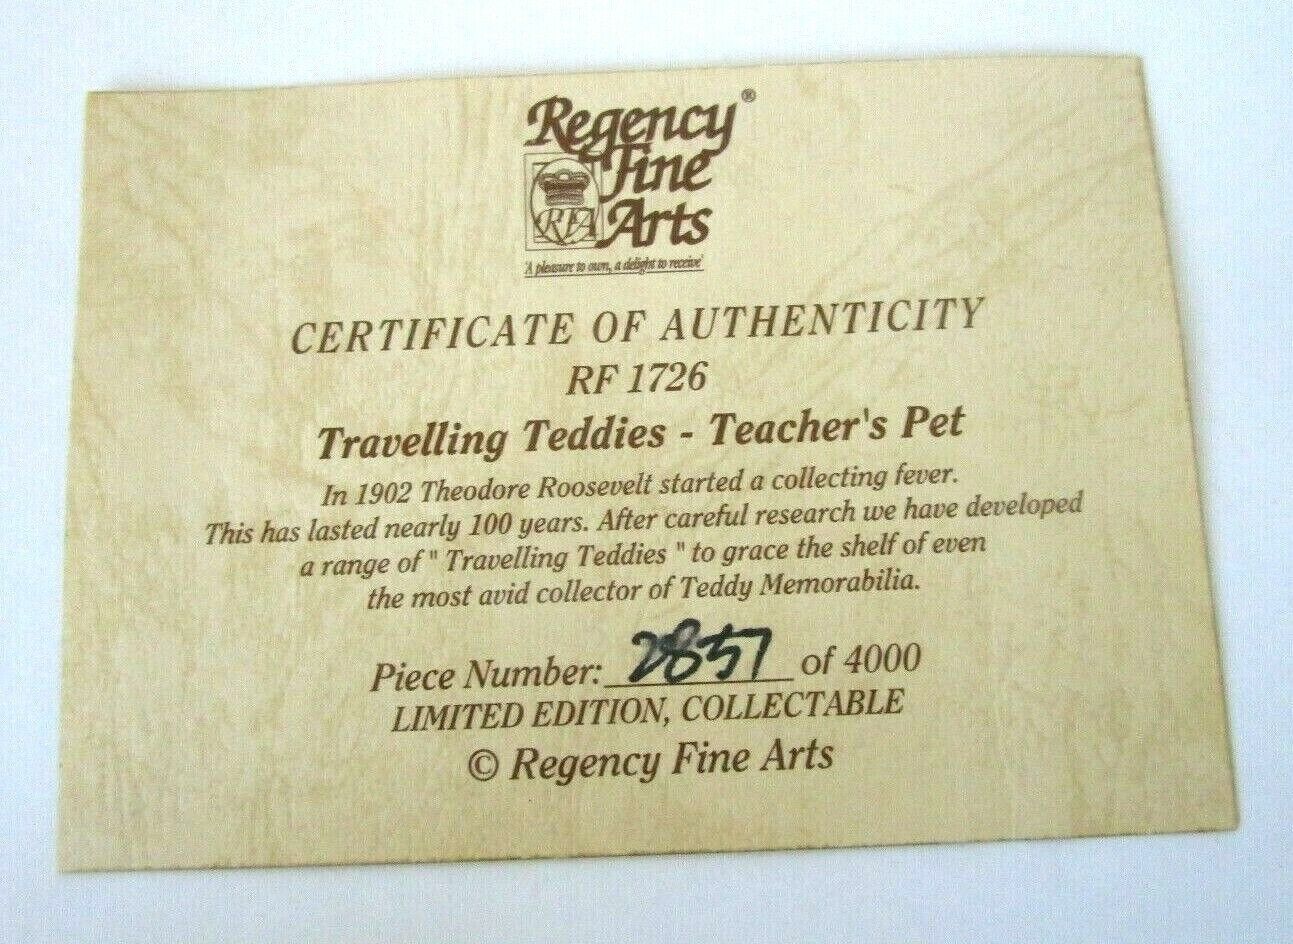 Regency®
Fine
Arts
RFA
'A pleasure to own, a delight to receive'
CERTIFICATE OF AUTHENTICITY
RF 1726
Travelling Teddies - Teacher's Pet
In 1902 Theodore Roosevelt started a collecting fever.
This has lasted nearly 100 years. After careful research we have developed
a range of " Travelling Teddies " to grace the shelf of even
the most avid collector of Teddy Memorabilia.
Piece Number: 2857 of 4000
LIMITED EDITION, COLLECTABLE
© Regency Fine Arts